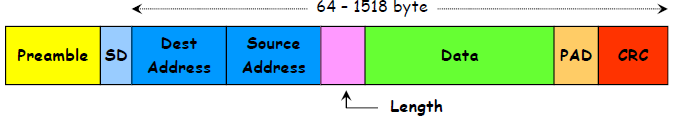 64 – 1518 byte
Preamble
SD
Dest
Address
Source
Address
Data
PAD
CRC
Length